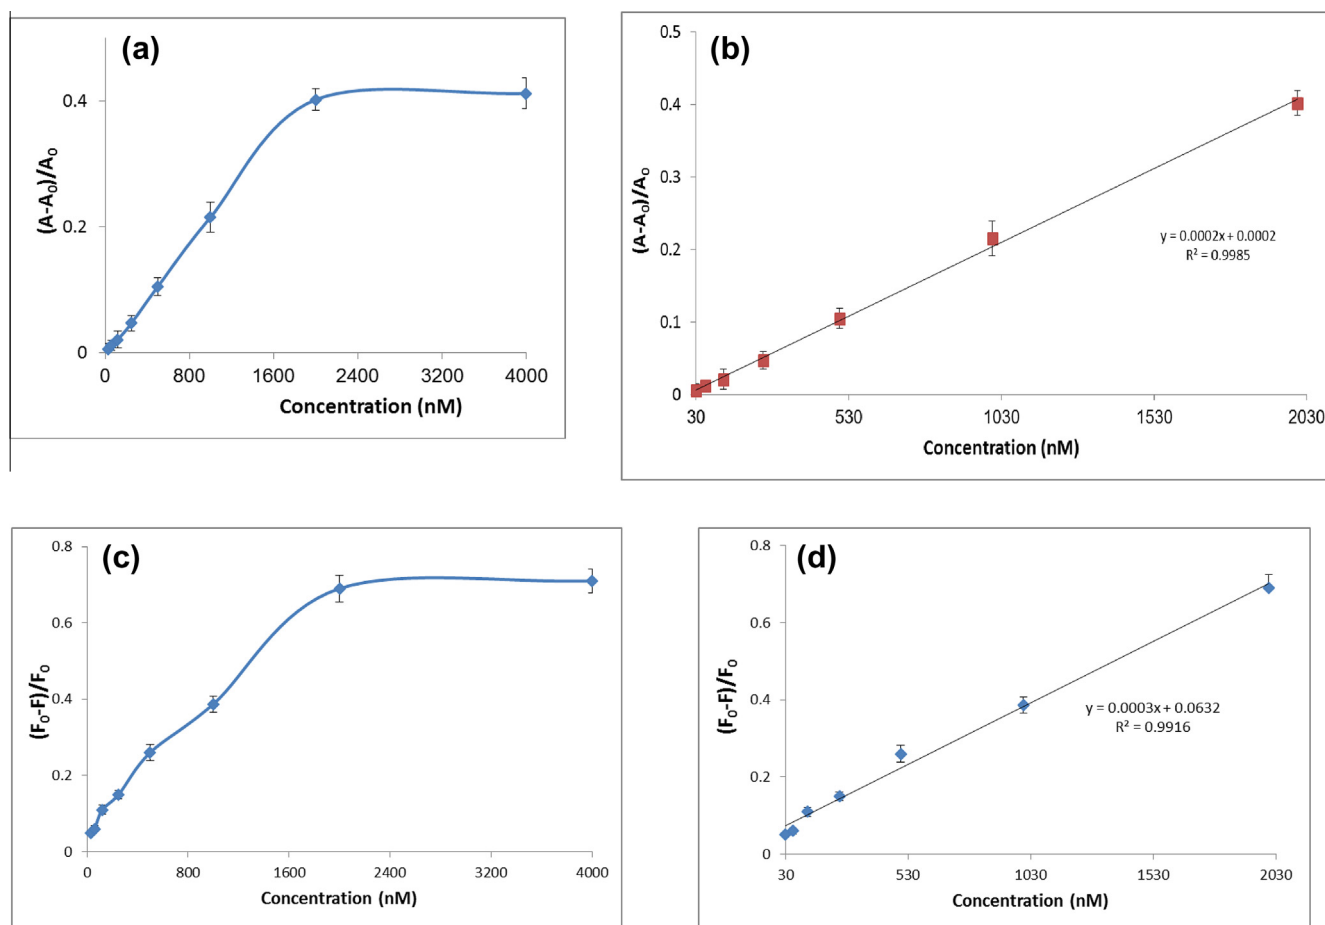 (a)
0.4
0.2
0
(A-A₀)/A₀
0 800 1600 2400 3200 4000
Concentration (nM)
(b)
0.5
0.4
0.3
0.2
0.1
0
(A-A₀)/A₀
y = 0.0002x + 0.0002
R² = 0.9985
30 530 1030 1530 2030
Concentration (nM)
(c)
0.8
0.6
0.4
0.2
0
(F₀-F)/F₀
0 800 1600 2400 3200 4000
Concentration (nM)
(d)
0.8
0.6
0.4
0.2
0
(F₀-F)/F₀
y = 0.0003x + 0.0632
R² = 0.9916
30 530 1030 1530 2030
Concentration (nM)